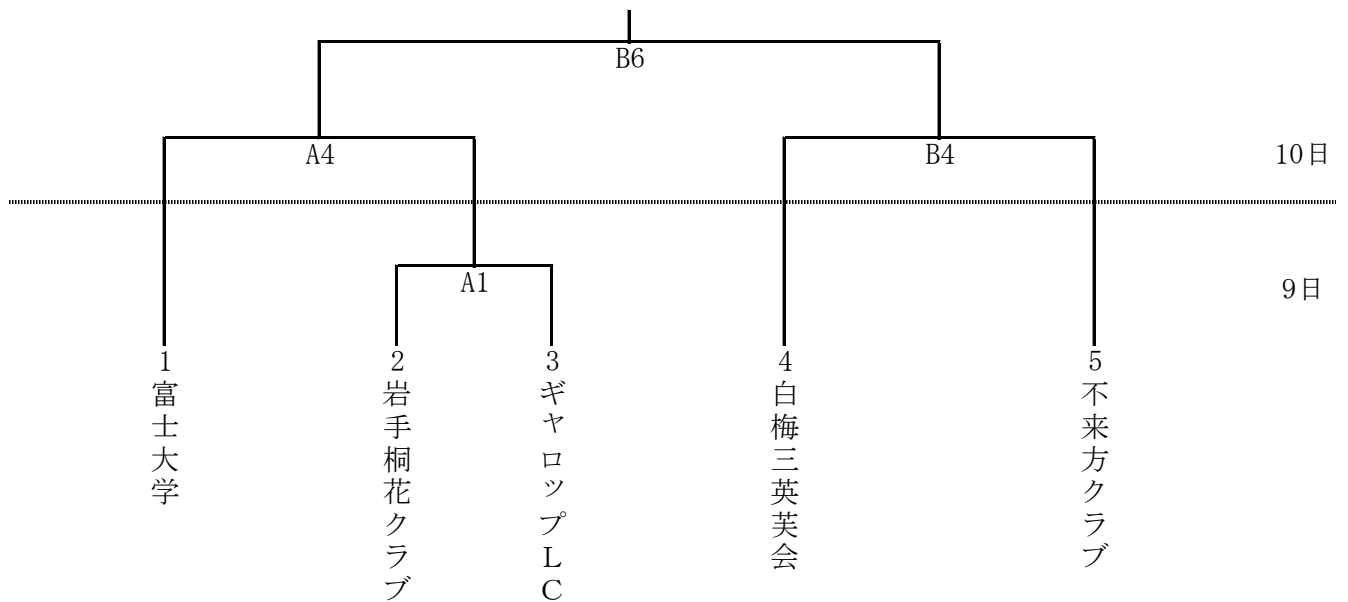 B6
A4
B4
10日
A1
9日
1
富士大学
2
岩手桐花クラブ
3
ギャロップLC
4
白梅三英芙会
5
不来方クラブ